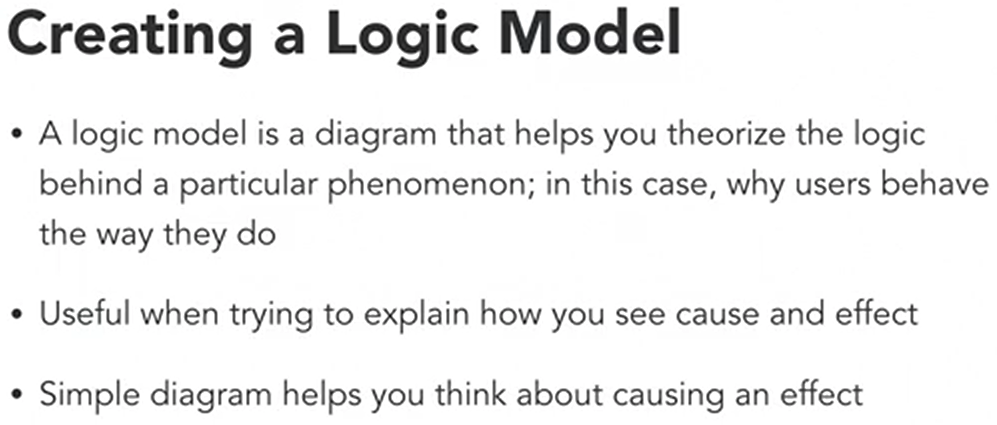 Creating a Logic Model
• A logic model is a diagram that helps you theorize the logic
behind a particular phenomenon; in this case, why users behave
the way they do
• Useful when trying to explain how you see cause and effect
• Simple diagram helps you think about causing an effect